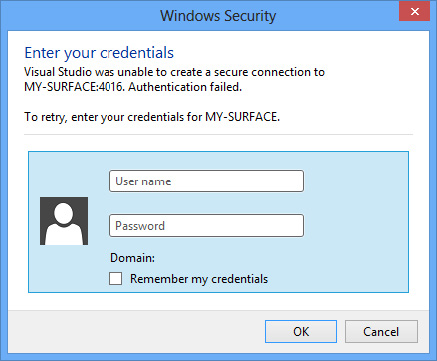 Windows Security
Enter your credentials
Visual Studio was unable to create a secure connection to
MY-SURFACE:4016. Authentication failed.
To retry, enter your credentials for MY-SURFACE.
User name
Password
Domain:
Remember my credentials
OK
Cancel